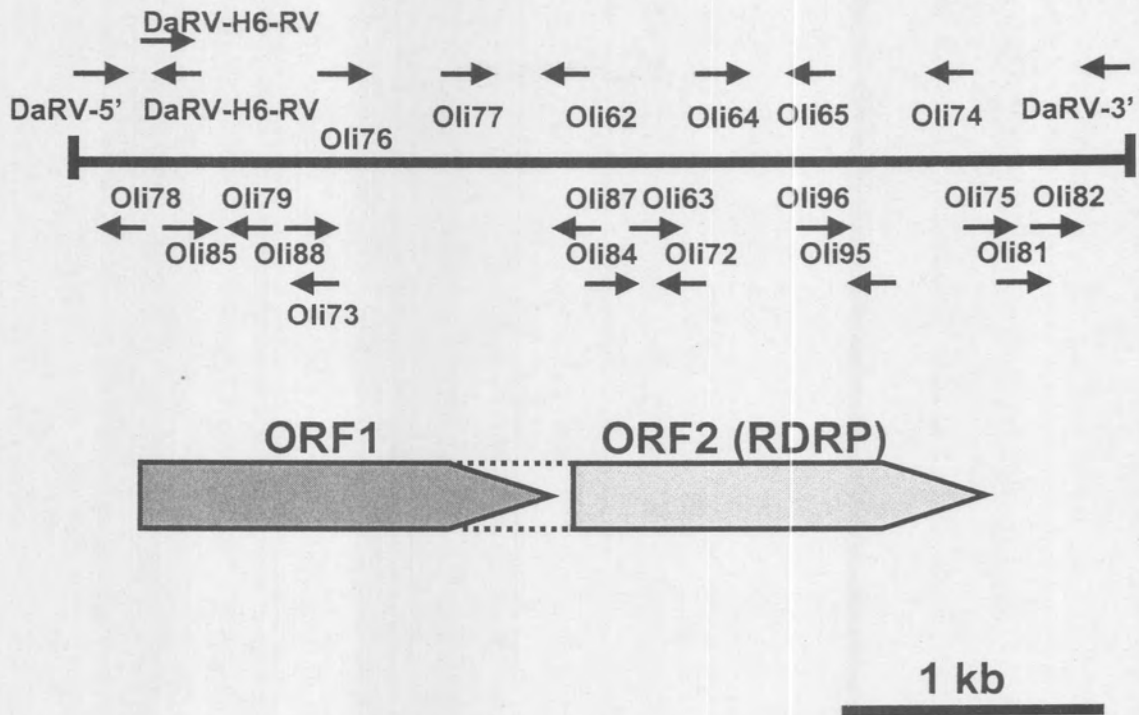 DaRV-H6-RV
DaRV-5' DaRV-H6-RV Oli76 Oli77 Oli62 Oli64 Oli65 Oli74 DaRV-3'
Oli78 Oli79 Oli87 Oli63 Oli96 Oli75 Oli82
Oli85 Oli88 Oli84 Oli72 Oli95 Oli81
Oli73
ORF1 ORF2 (RDRP)
1 kb